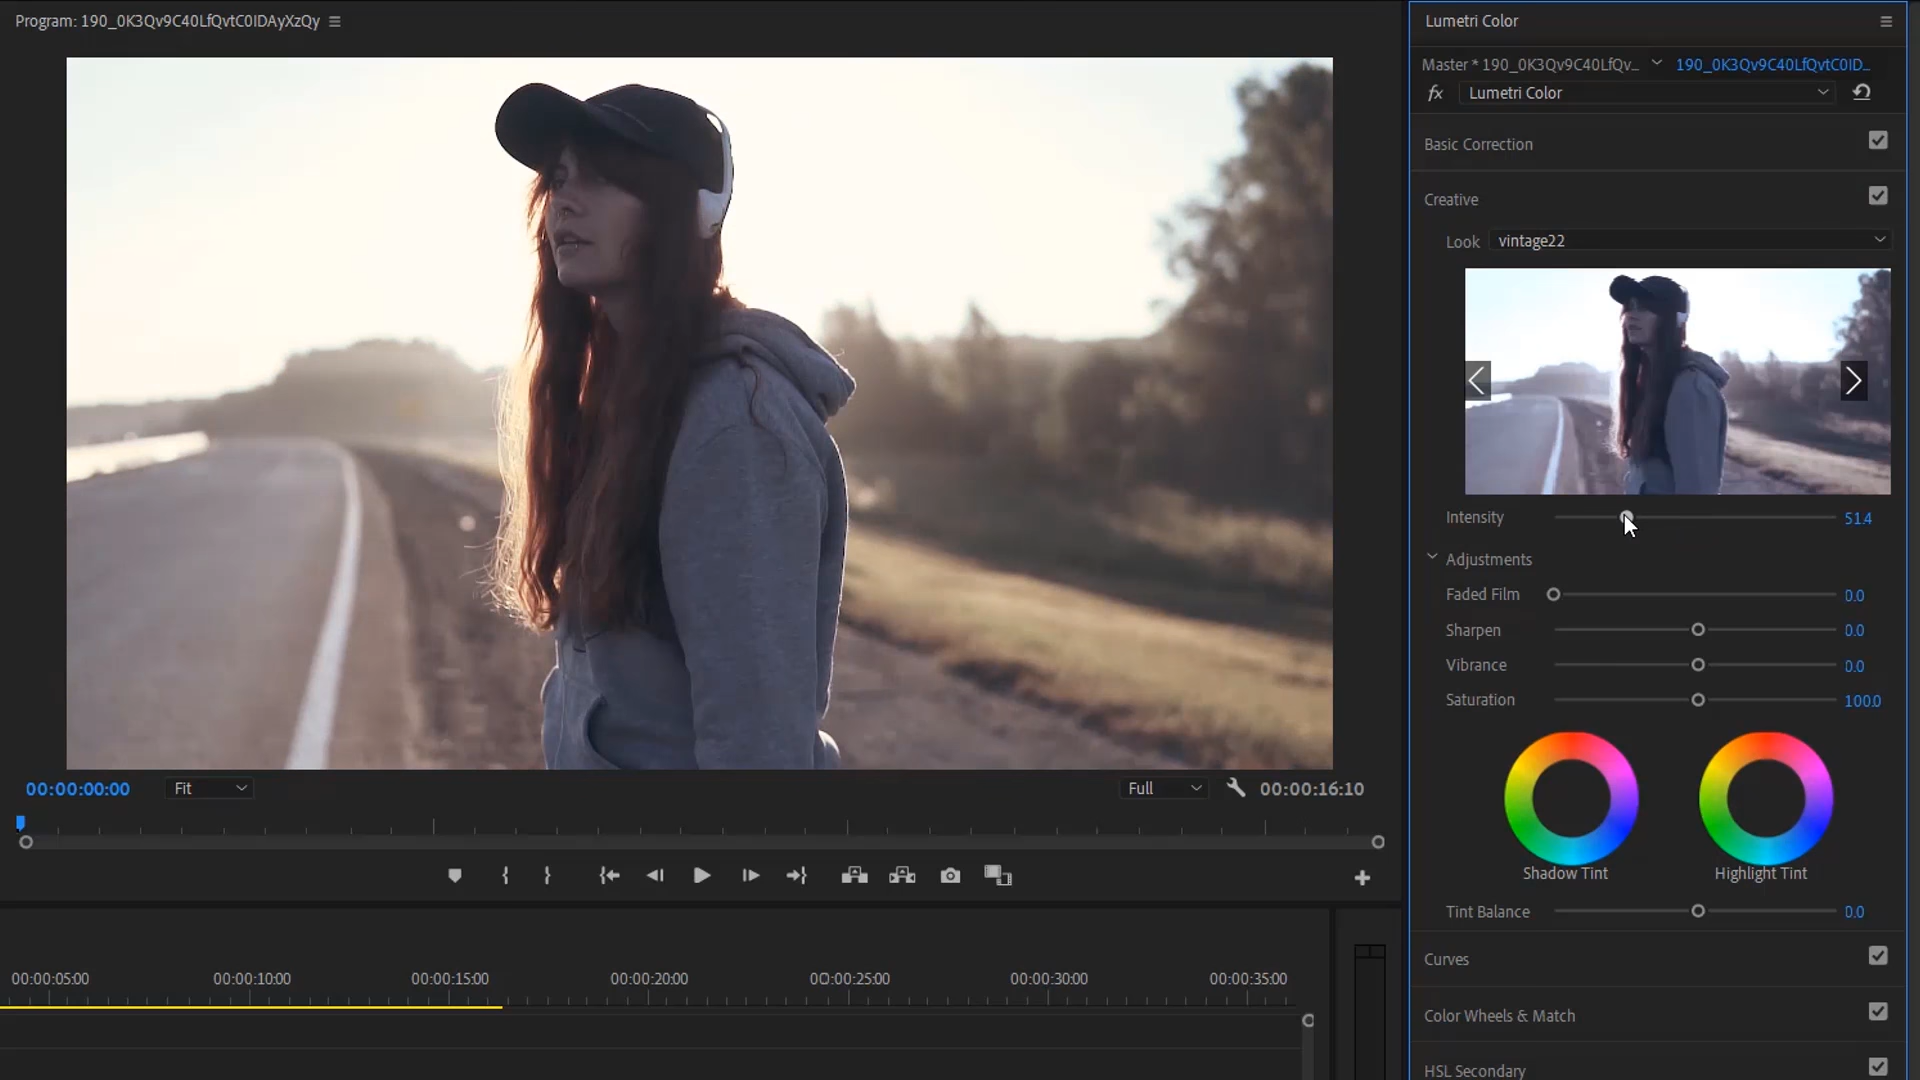 Program: 190_0K3Qv9C40LfQvtC0IDAyXzQy
Lumetri Color
Master * 190_0K3Qv9C40LfQv...
190_0K3Qv9C40LfQvtC0ID...
fx
Lumetri Color
Basic Correction
Creative
Look
vintage22
Intensity
51.4
Adjustments
Faded Film
0.0
Sharpen
0.0
Vibrance
0.0
Saturation
100.0
Shadow Tint
Highlight Tint
Tint Balance
0.0
Curves
Color Wheels & Match
HSL Secondary
00:00:00:00
Fit
Full
00:00:16:10
00:00:05:00
00:00:10:00
00:00:15:00
00:00:20:00
00:00:25:00
00:00:30:00
00:00:35:00